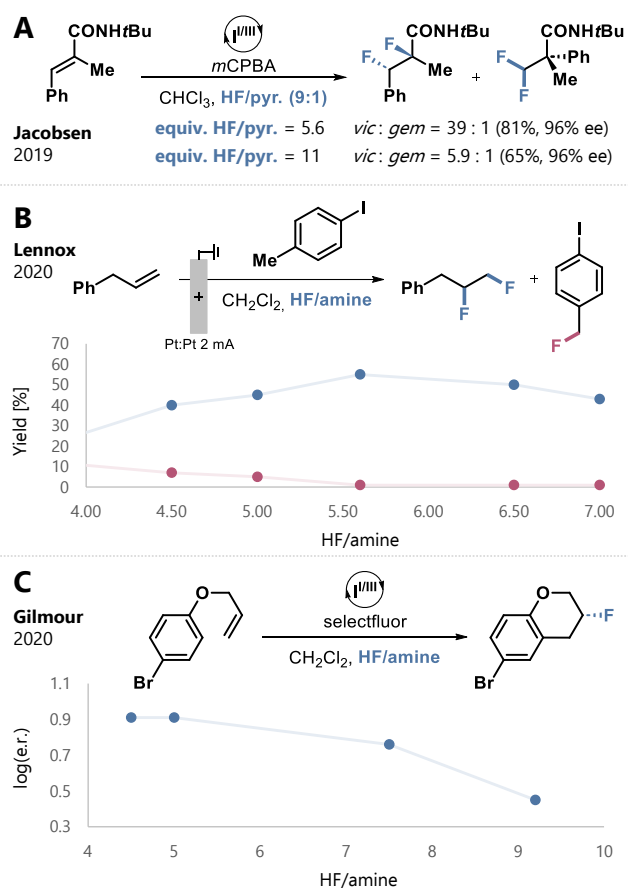 A
CONHtBu
Me
Ph
I I/III
mCPBA
CHCl3, HF/pyr. (9:1)
CONHtBu
F
F
Me
Ph
+
CONHtBu
F
Ph
Me
F
Jacobsen
2019
equiv. HF/pyr. = 5.6
vic : gem = 39 : 1 (81%, 96% ee)
equiv. HF/pyr. = 11
vic : gem = 5.9 : 1 (65%, 96% ee)
B
Lennox
2020
Ph
+
Pt:Pt 2 mA
I
Me
CH2Cl2, HF/amine
Ph
F
F
+
I
F
70
60
50
40
30
20
10
0
Yield [%]
4.00 4.50 5.00 5.50 6.00 6.50 7.00
HF/amine
C
Gilmour
2020
O
Br
I I/III
selectfluor
CH2Cl2, HF/amine
O
F
Br
1.1
0.9
0.7
0.5
0.3
log(e.r.)
4 5 6 7 8 9 10
HF/amine